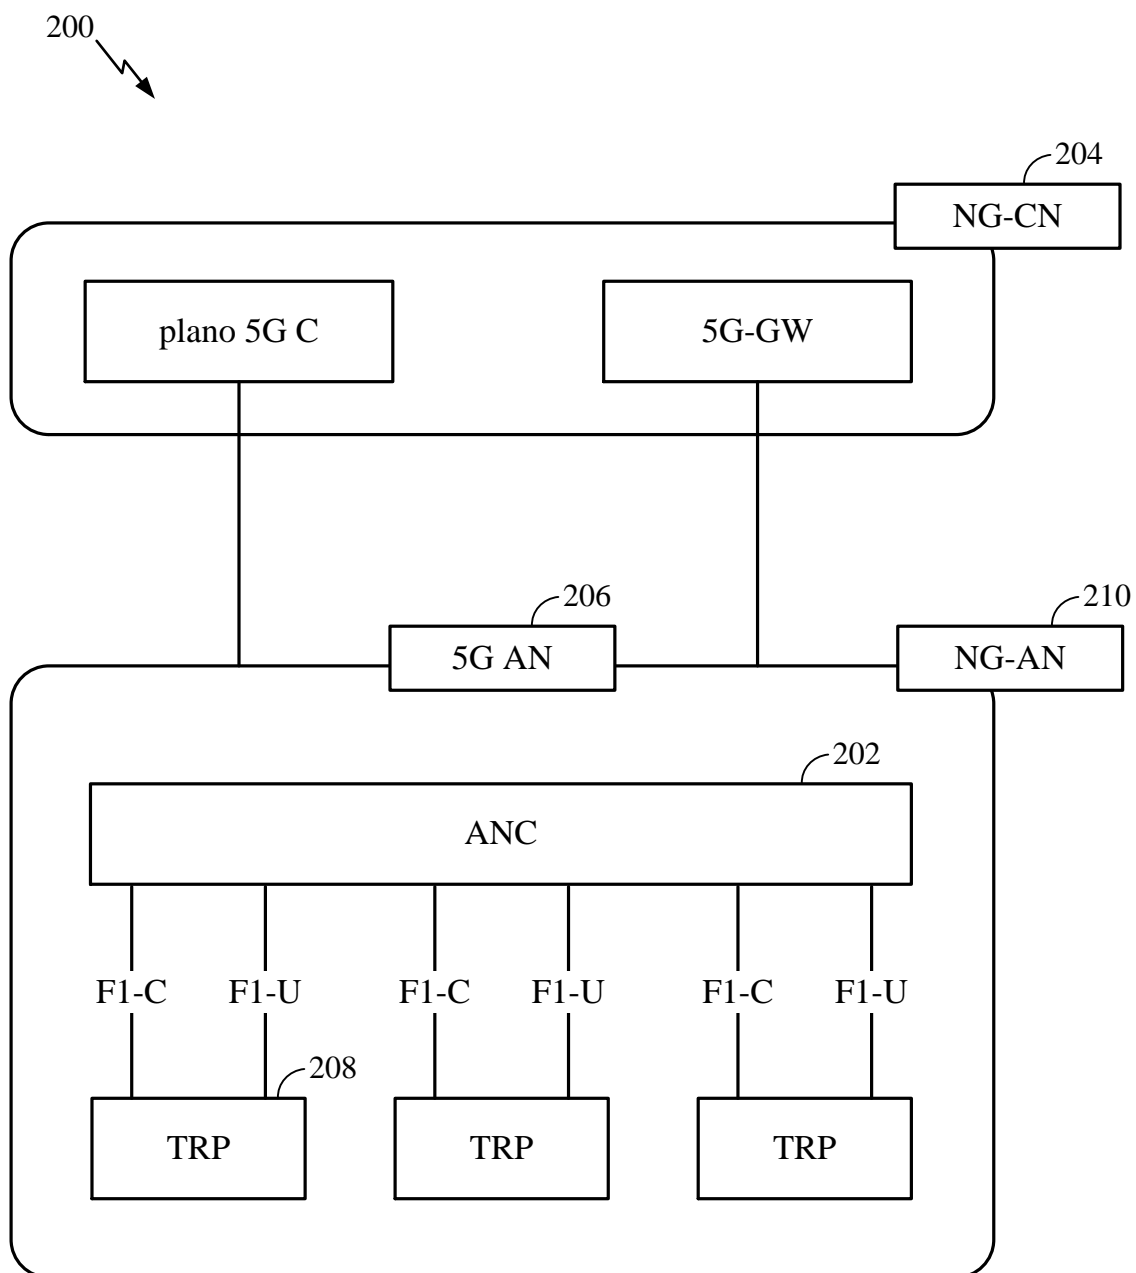 200
204
NG-CN
plano 5G C
5G-GW
206
210
5G AN
NG-AN
202
ANC
F1-C
F1-U
F1-C
F1-U
F1-C
F1-U
208
TRP
TRP
TRP